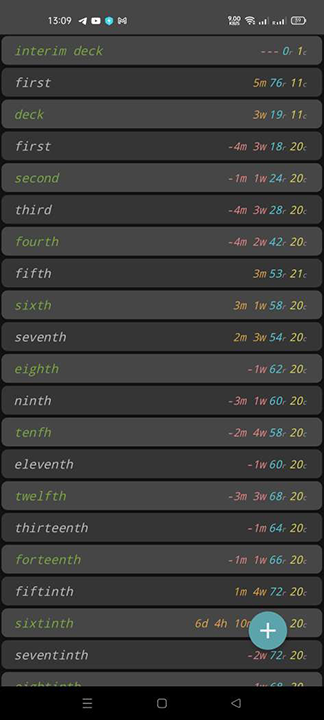 13:09 9.00 KB/S 39
interim deck --- 0r 1c
first 5m 76r 11c
deck 3w 19r 11c
first -4m 3w 18r 20c
second -1m 1w 24r 20c
third -4m 3w 28r 20c
fourth -4m 2w 42r 20c
fifth 3m 53r 21c
sixth 3m 1w 58r 20c
seventh 2m 3w 54r 20c
eighth -1w 62r 20c
ninth -3m 1w 60r 20c
tenfh -2m 4w 58r 20c
eleventh -1w 60r 20c
twelfth -3m 3w 68r 20c
thirteenth -1m 64r 20c
forteenth -1m 1w 66r 20c
fiftinth 1m 4w 72r 20c
sixtinth 6d 4h 10m 20c
seventinth -2w 72r 20c
eightinth -1w 68r 20c